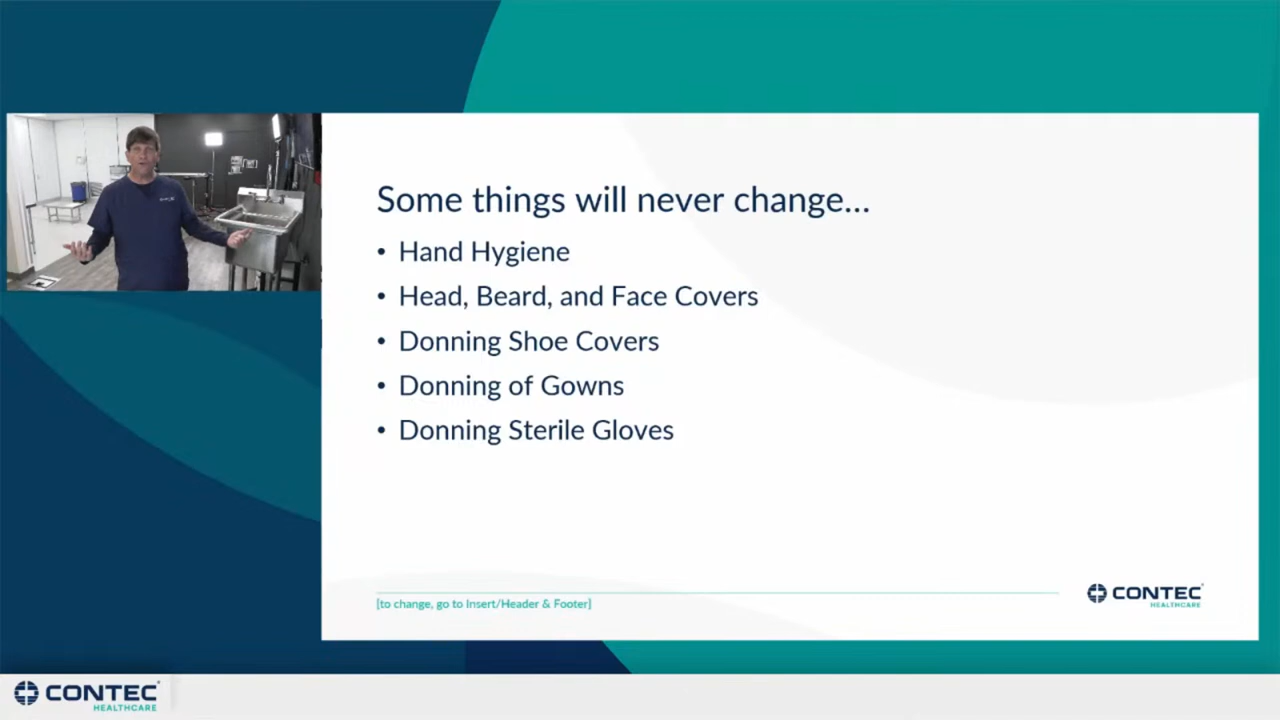 Some things will never change...
• Hand Hygiene
• Head, Beard, and Face Covers
• Donning Shoe Covers
• Donning of Gowns
• Donning Sterile Gloves
[to change, go to Insert/Header & Footer]
CONTEC
HEALTHCARE
CONTEC
HEALTHCARE